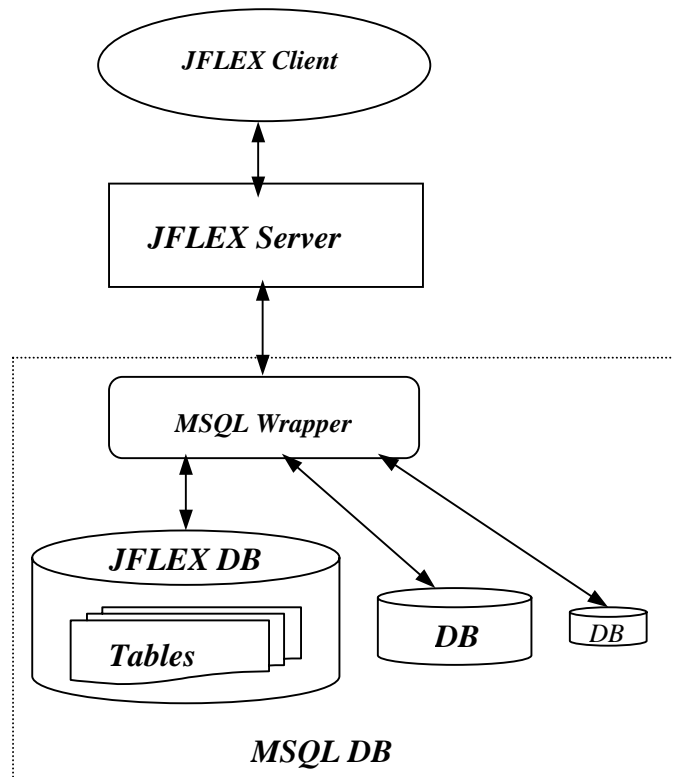 JFLEX Client
JFLEX Server
MSQL Wrapper
JFLEX DB
Tables
DB
DB
MSQL DB